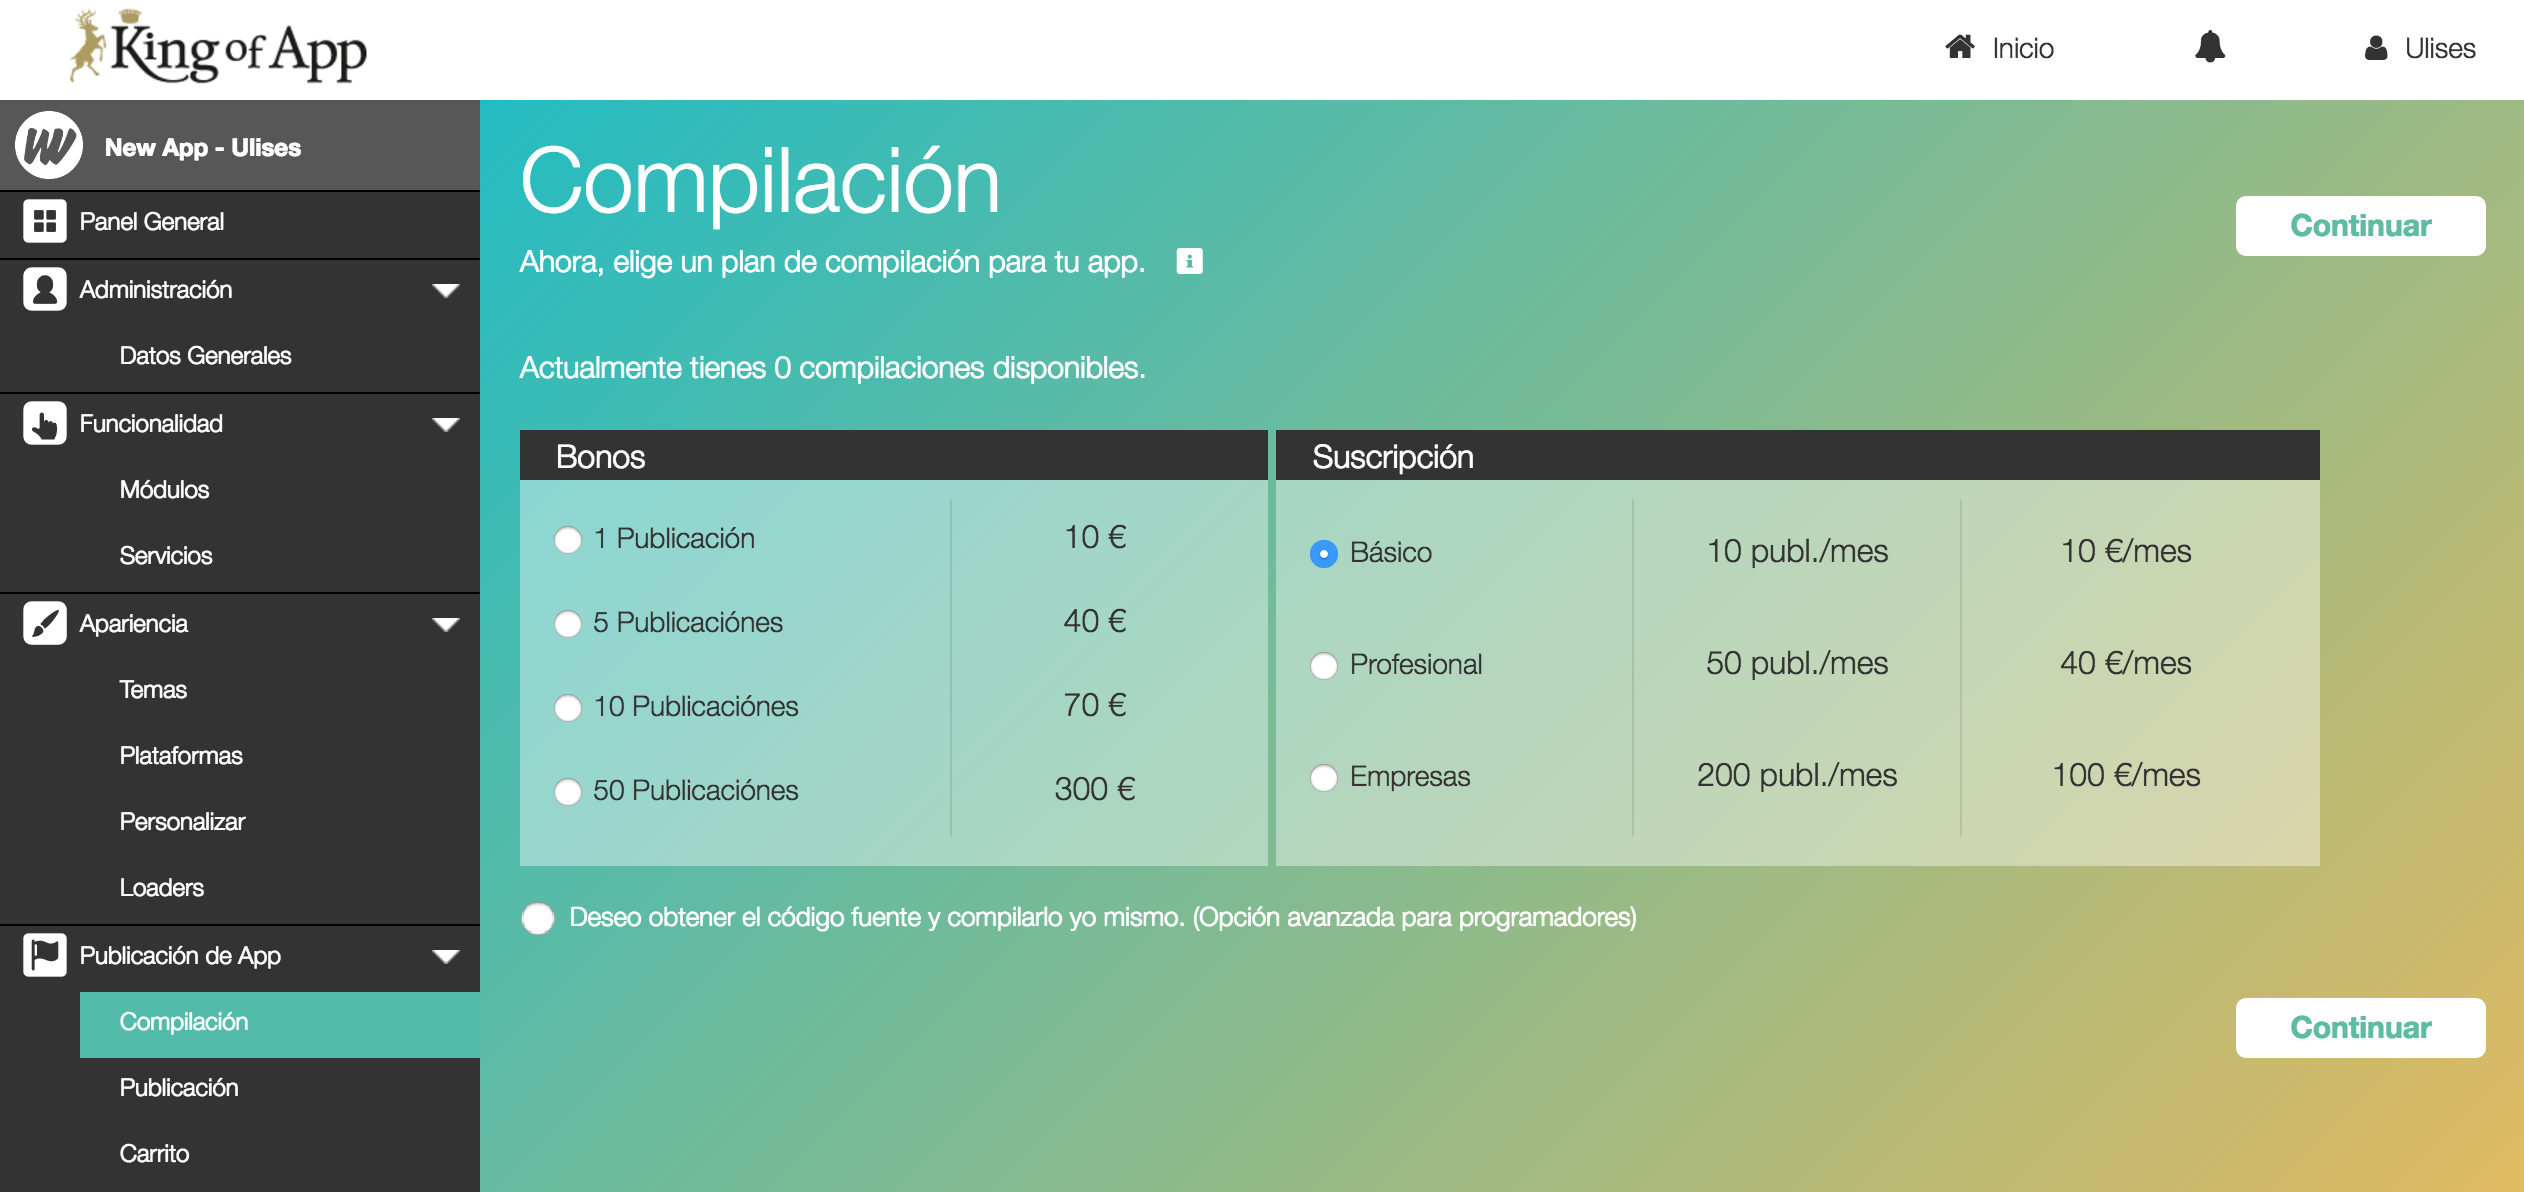 King of App
Inicio
Ulises
New App - Ulises
Panel General
Administración
Datos Generales
Funcionalidad
Módulos
Servicios
Apariencia
Temas
Plataformas
Personalizar
Loaders
Publicación de App
Compilación
Publicación
Carrito
Compilación
Continuar
Ahora, elige un plan de compilación para tu app.
Actualmente tienes 0 compilaciones disponibles.
Bonos
1 Publicación 10 €
5 Publicaciónes 40 €
10 Publicaciónes 70 €
50 Publicaciónes 300 €
Suscripción
Básico 10 publ./mes 10 €/mes
Profesional 50 publ./mes 40 €/mes
Empresas 200 publ./mes 100 €/mes
Deseo obtener el código fuente y compilarlo yo mismo. (Opción avanzada para programadores)
Continuar